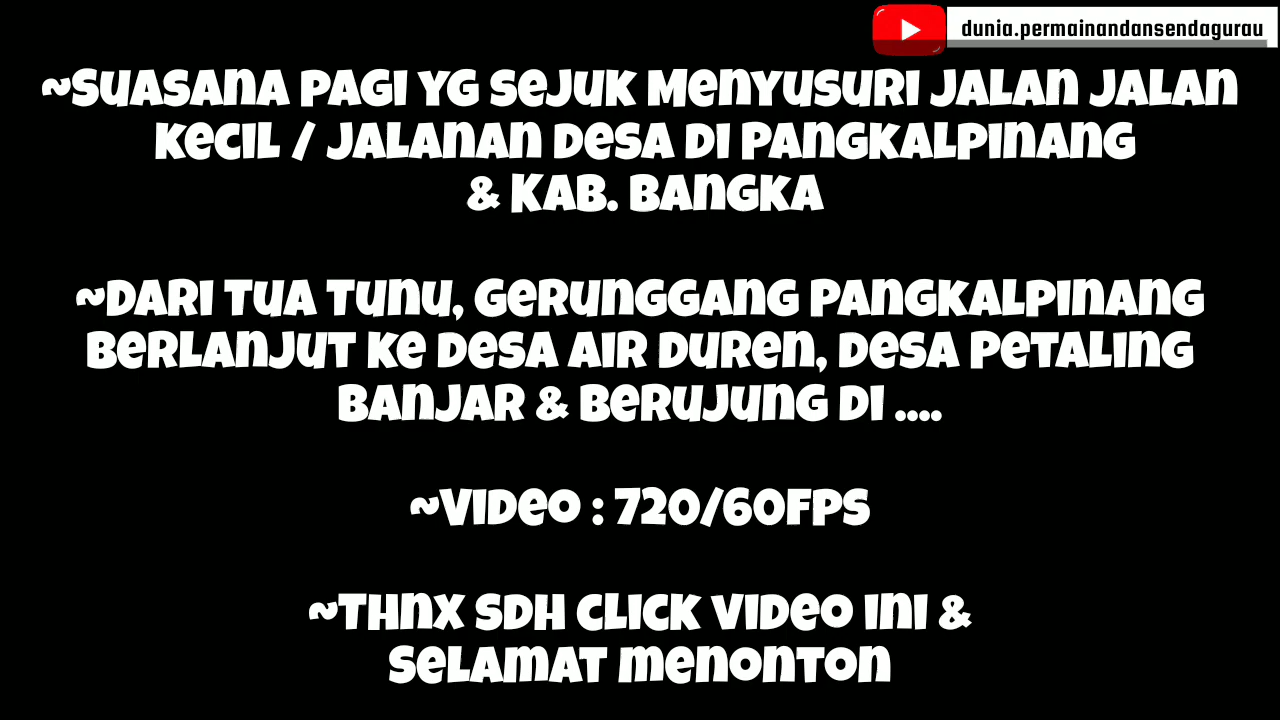 dunia.permainandansendagurau
~Suasana pagi yg sejuk menyusuri jalan jalan
kecil / jalanan desa di Pangkalpinang
& Kab. Bangka
~Dari Tua Tunu, Gerunggang Pangkalpinang
berlanjut ke desa Air Duren, desa Petaling
Banjar & berujung di ....
~Video : 720/60fps
~Thnx sdh click video ini &
selamat menonton